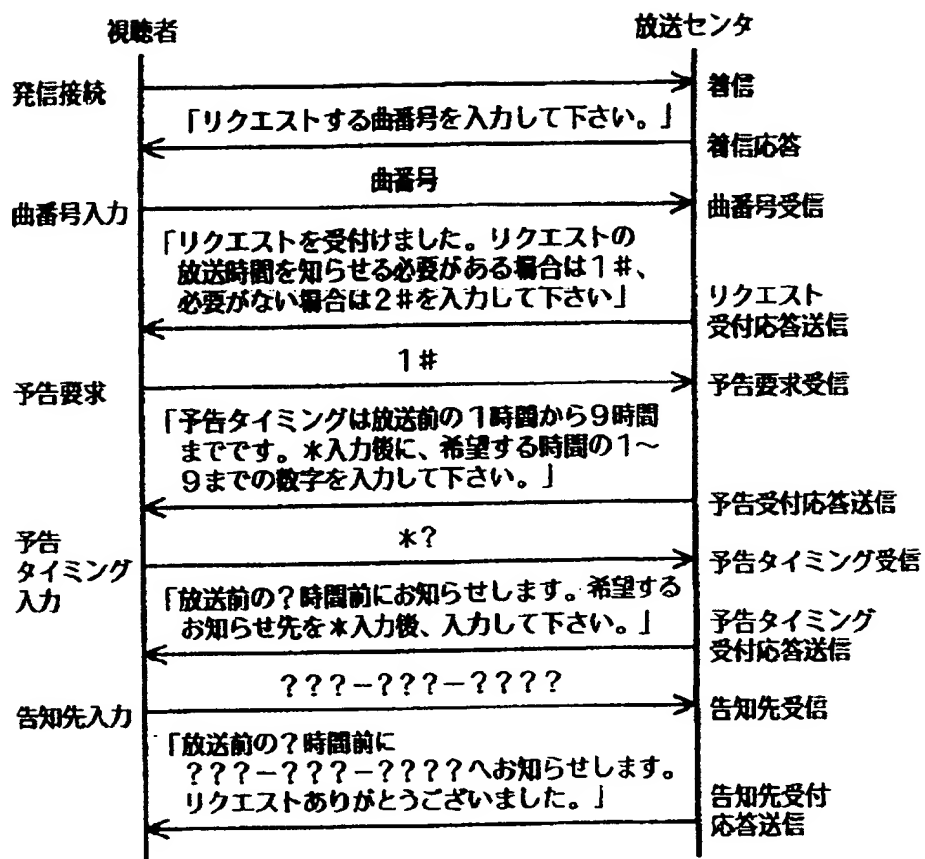 視聴者
放送センタ
発信接続
着信
「リクエストする曲番号を入力して下さい。」
着信応答
曲番号
曲番号入力
曲番号受信
「リクエストを受付けました。リクエストの
放送時間を知らせる必要がある場合は1#、
必要がない場合は2#を入力して下さい」
リクエスト
受付応答送信
1#
予告要求
予告要求受信
「予告タイミングは放送前の1時間から9時間
までです。*入力後に、希望する時間の1〜
9までの数字を入力して下さい。」
予告受付応答送信
*?
予告
タイミング
入力
予告タイミング受信
「放送前の?時間前にお知らせします。希望する
お知らせ先を*入力後、入力して下さい。」
予告タイミング
受付応答送信
???-???-????
告知先入力
告知先受信
「放送前の?時間前に
???-???-????へお知らせします。
リクエストありがとうございました。」
告知先受付
応答送信